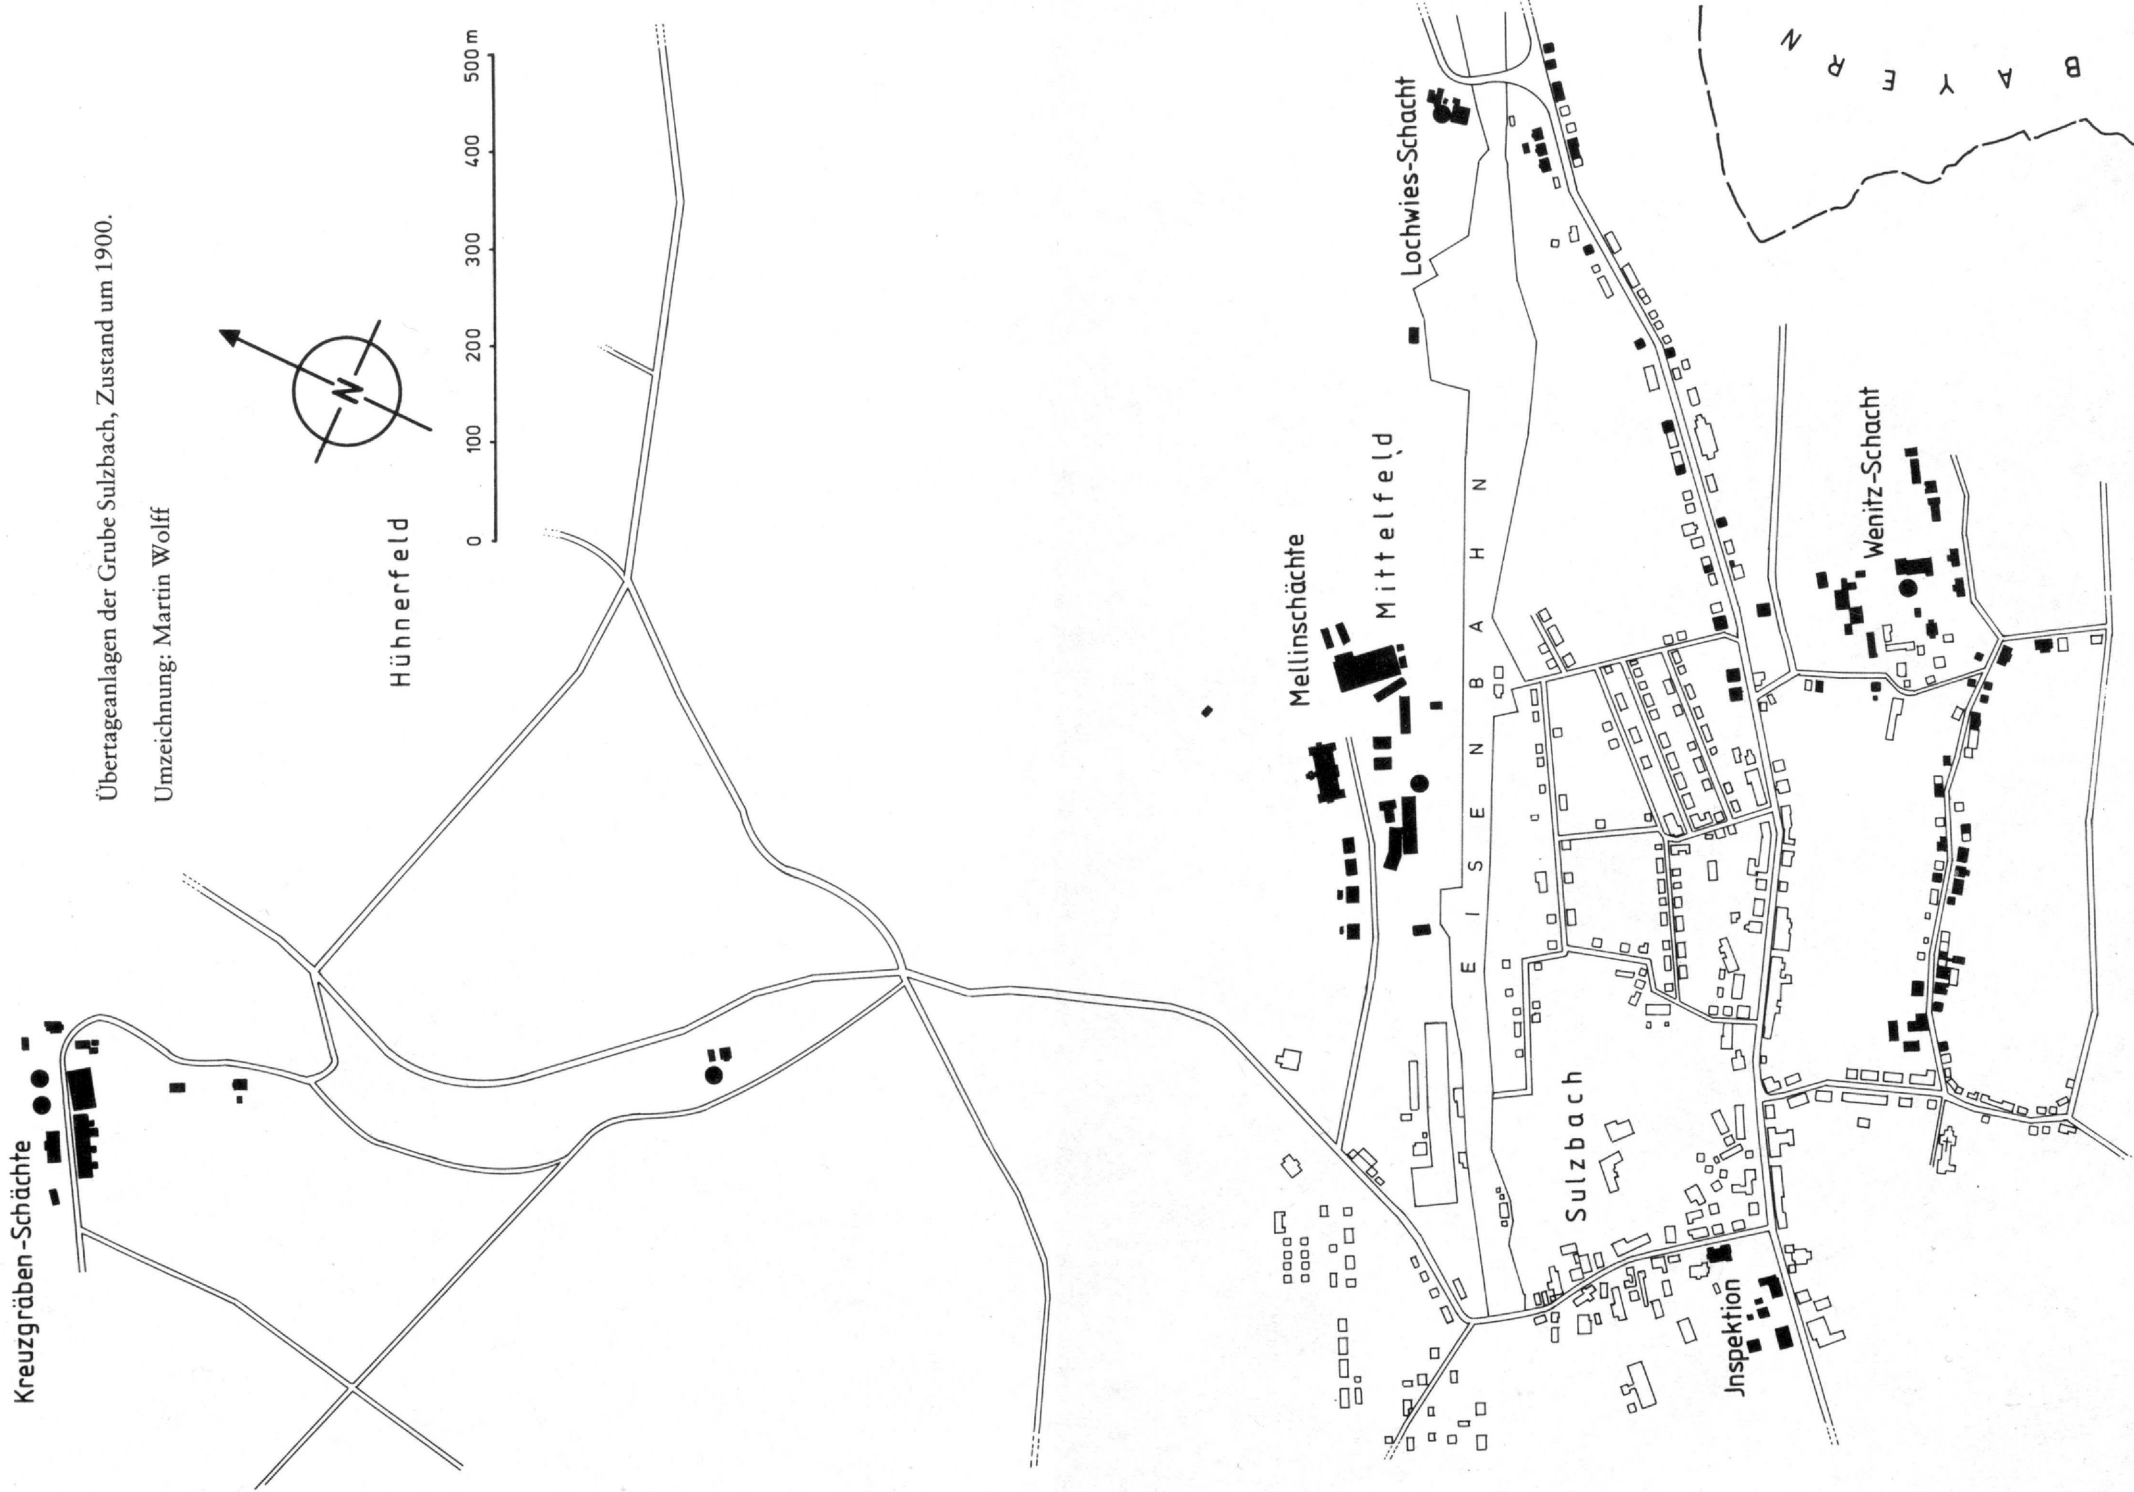 Übertageanlagen der Grube Sulzbach, Zustand um 1900.
Umzeichnung: Martin Wolff
N
0 100 200 300 400 500 m
Kreuzgräben-Schächte
Hühnerfeld
Mellinschächte
Mittelfeld
Lochwies-Schacht
EISENBAHN
Sulzbach
Jnspektion
Wenitz-Schacht
BAYERN